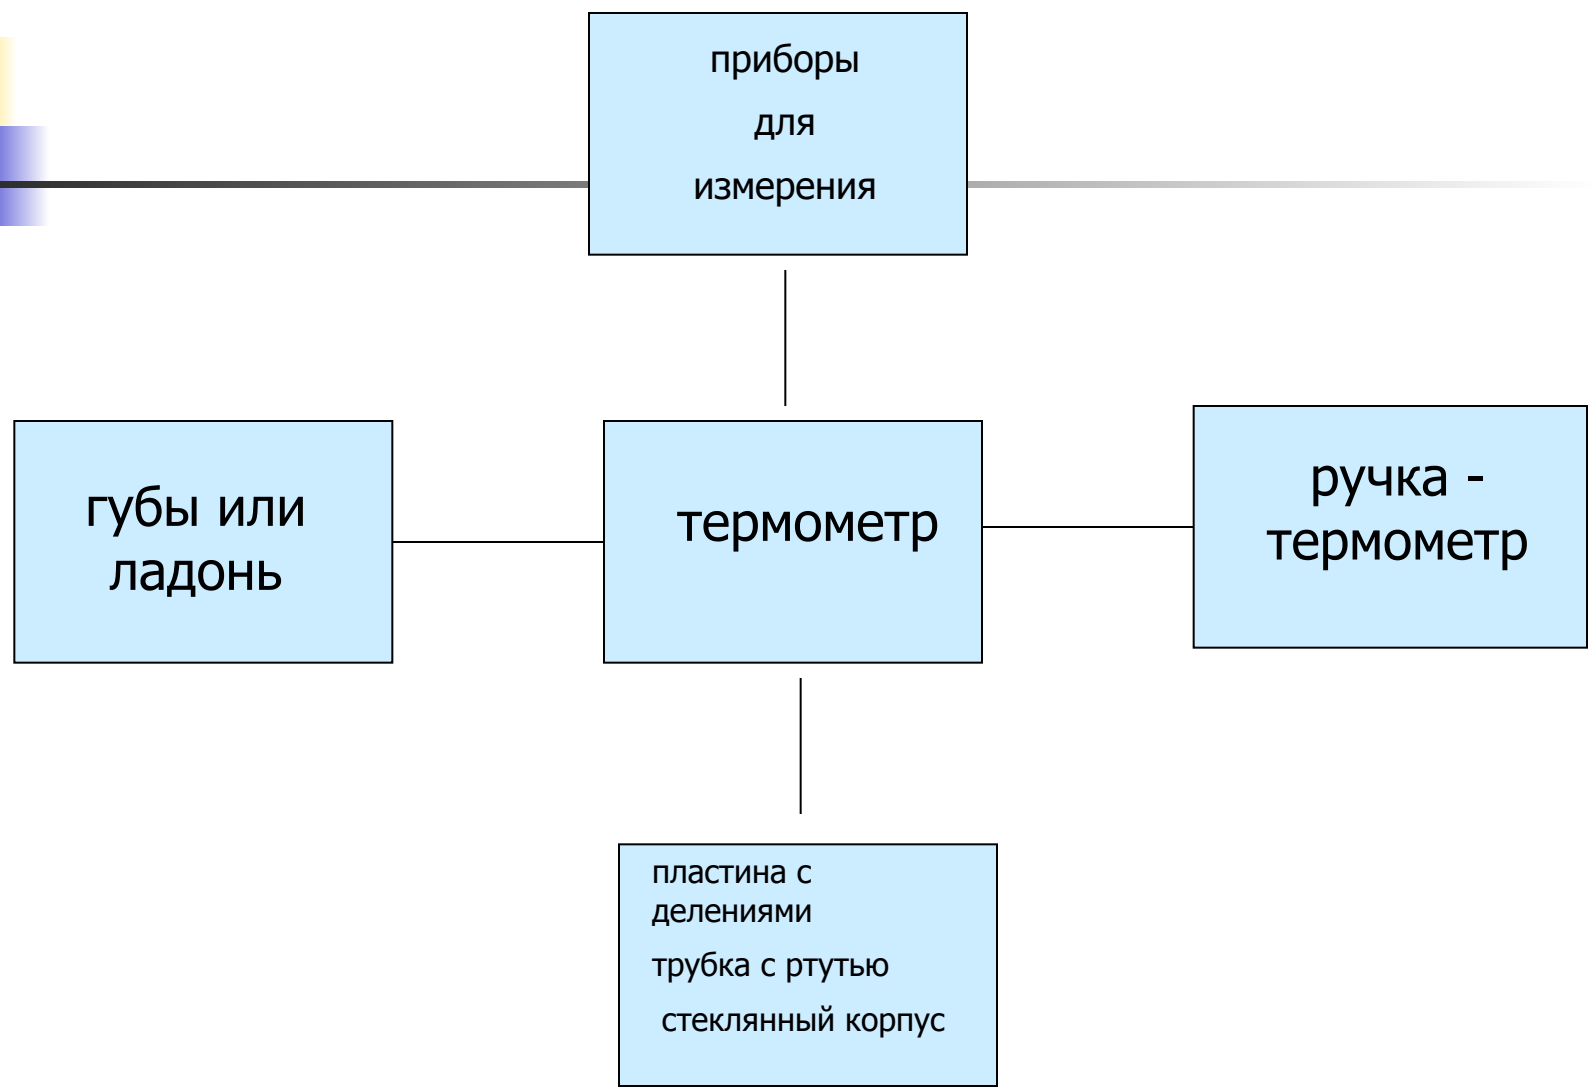 приборы
для
измерения
губы или
ладонь
термометр
ручка -
термометр
пластина с
делениями
трубка с ртутью
стеклянный корпус